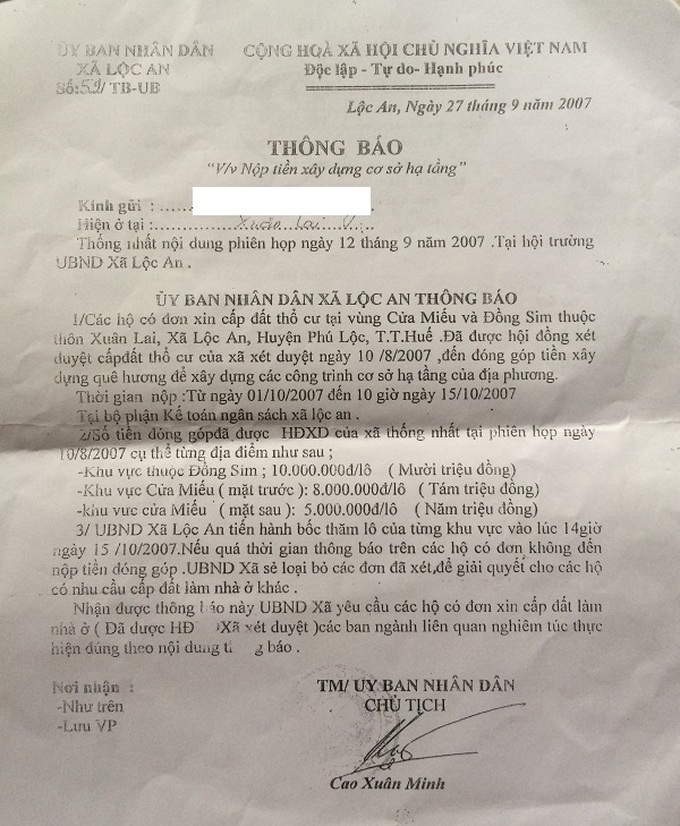 ỦY BAN NHÂN DÂN
XÃ LỘC AN
Số:59/ TB-UB
CỘNG HOÀ XÃ HỘI CHỦ NGHĨA VIỆT NAM
Độc lập - Tự do- Hạnh phúc
Lộc An, Ngày 27 tháng 9 năm 2007
THÔNG BÁO
“V/v Nộp tiền xây dựng cơ sở hạ tầng”
Kính gửi : ......
Hiện ở tại :...............Xuân Lai V....
Thống nhất nội dung phiên họp ngày 12 tháng 9 năm 2007 .Tại hội trường
UBND Xã Lộc An .
ỦY BAN NHÂN DÂN XÃ LỘC AN THÔNG BÁO
1/Các hộ có đơn xin cấp đất thổ cư tại vùng Cửa Miếu và Đồng Sim thuộc
thôn Xuân Lai, Xã Lộc An, Huyện Phú Lộc, T.T.Huế .Đã được hội đồng xét
duyệt cấpđất thổ cư của xã xét duyệt ngày 10 /8/2007 ,đến đóng góp tiền xây
dựng quê hương để xây dựng các công trình cơ sở hạ tầng của địa phương.
Thời gian nộp :Từ ngày 01/10/2007 đến 10 giờ ngày 15/10/2007
Tại bộ phận Kế toán ngân sách xã lộc an .
2/Số tiền đóng gópđã được HĐXD của xã thống nhất tại phiên họp ngày
10/8/2007 cụ thể từng địa điểm như sau ;
-Khu vực thuộc Đồng Sim ; 10.000.000đ/lô ( Mười triệu đồng)
-Khu vực Cửa Miếu ( mặt trước ): 8.000.000đ/lô ( Tám triệu đồng)
-khu vưc cửa Miếu ( mặt sau ): 5.000.000đ/lô ( Năm triệu đồng)
3/ UBND Xã Lộc An tiến hành bốc thăm lô của từng khu vực vào lúc 14giờ
ngày 15 /10/2007.Nếu quá thời gian thông báo trên các hộ có đơn không đến
nộp tiền đóng góp .UBND Xã sẻ loại bỏ các đơn đã xét,để giải quyết cho các hộ
có nhu cầu cấp đất làm nhà ở khác .
Nhận được thông báo này UBND Xã yêu cầu các hộ có đơn xin cấp đất làm
nhà ở ( Đã dược HĐ Xã xét duyệt )các ban ngành liên quan nghiêm túc thực
hiện đúng theo nội dung báo .
Nơi nhận :
-Như trên
-Lưu VP
TM/ UY BAN NHÂN DÂN
CHỦ TỊCH
Cao Xuân Minh